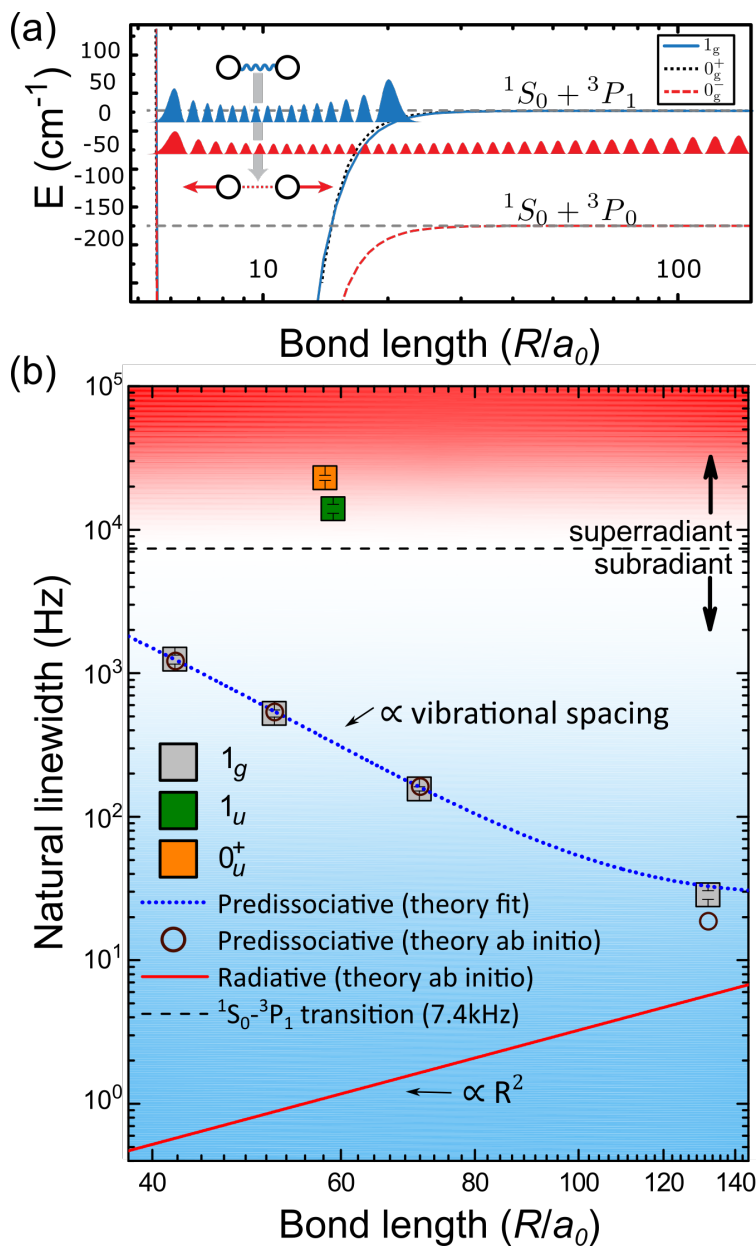 (a)
E (cm⁻¹)
100
50
0
-50
-100
-150
-200
1g
0g⁺
0g⁻
¹S₀ + ³P₁
¹S₀ + ³P₀
10
100
Bond length (R/a₀)
(b)
Natural linewidth (Hz)
10⁵
10⁴
10³
10²
10¹
10⁰
superradiant
subradiant
∝ vibrational spacing
1g
1u
0u⁺
Predissociative (theory fit)
Predissociative (theory ab initio)
Radiative (theory ab initio)
¹S₀-³P₁ transition (7.4kHz)
∝ R²
40
60
80
100
120
140
Bond length (R/a₀)